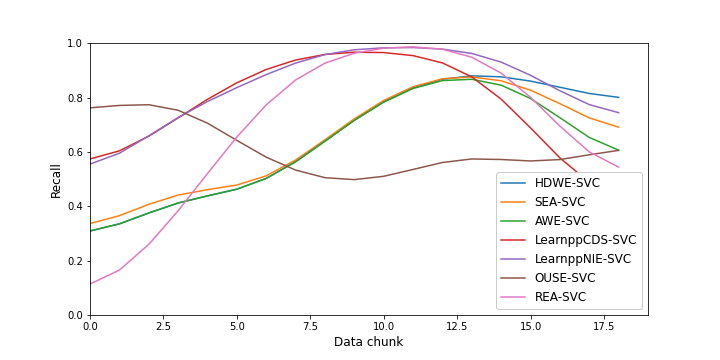 1.0
0.8
0.6
0.4
0.2
0.0
Recall
HDWE-SVC
SEA-SVC
AWE-SVC
LearnppCDS-SVC
LearnppNIE-SVC
OUSE-SVC
REA-SVC
0.0 2.5 5.0 7.5 10.0 12.5 15.0 17.5
Data chunk